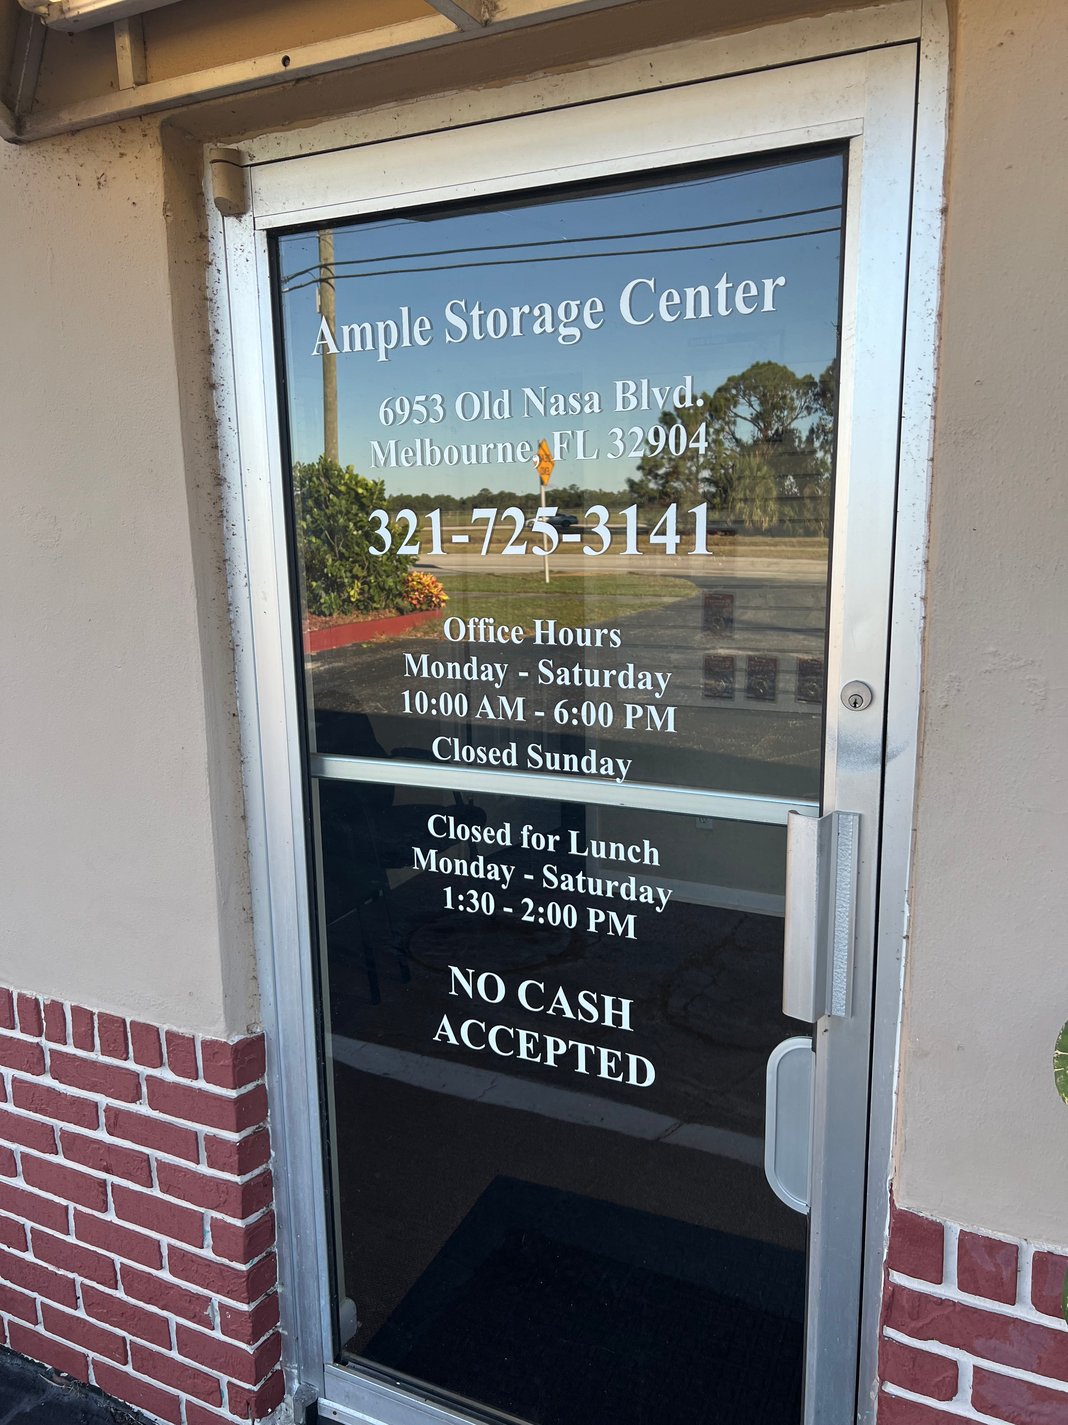 Ample Storage Center
6953 Old Nasa Blvd.
Melbourne, FL 32904
321-725-3141
Office Hours
Monday - Saturday
10:00 AM - 6:00 PM
Closed Sunday
Closed for Lunch
Monday - Saturday
1:30 - 2:00 PM
NO CASH
ACCEPTED